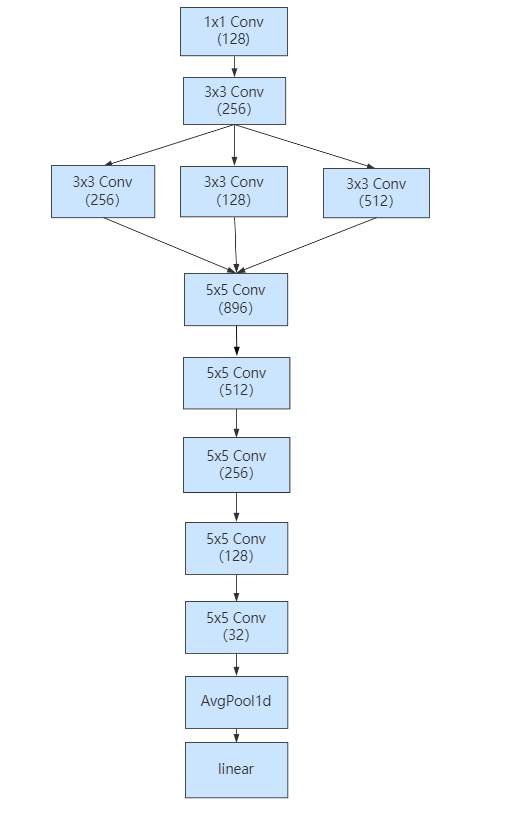 1x1 Conv
(128)
3x3 Conv
(256)
3x3 Conv
(256)
3x3 Conv
(128)
3x3 Conv
(512)
5x5 Conv
(896)
5x5 Conv
(512)
5x5 Conv
(256)
5x5 Conv
(128)
5x5 Conv
(32)
AvgPool1d
linear